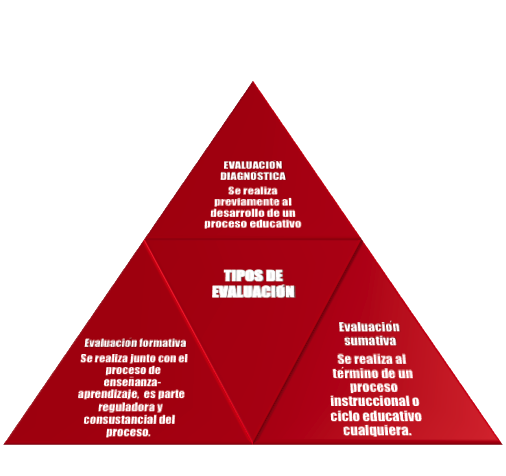 EVALUACION
DIAGNOSTICA
Se realiza
previamente al
desarrollo de un
proceso educativo
TIPOS DE
EVALUACIÓN
Evaluacion formativa
Se realiza junto con el
proceso de
enseñanza-
aprendizaje, es parte
reguladora y
consustancial del
proceso.
Evaluación
sumativa
Se realiza al
término de un
proceso
instruccional o
ciclo educativo
cualquiera.